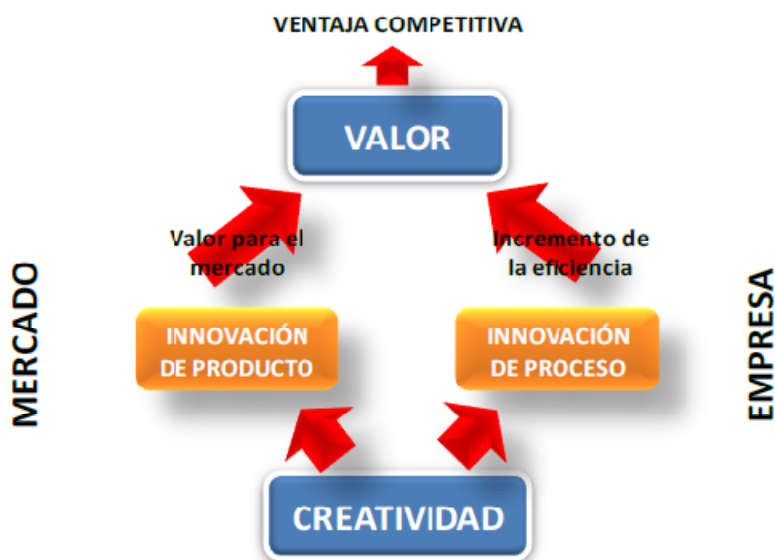 VENTAJA COMPETITIVA
VALOR
Valor para el
mercado
Incremento de
la eficiencia
MERCADO
INNOVACIÓN
DE PRODUCTO
INNOVACIÓN
DE PROCESO
EMPRESA
CREATIVIDAD